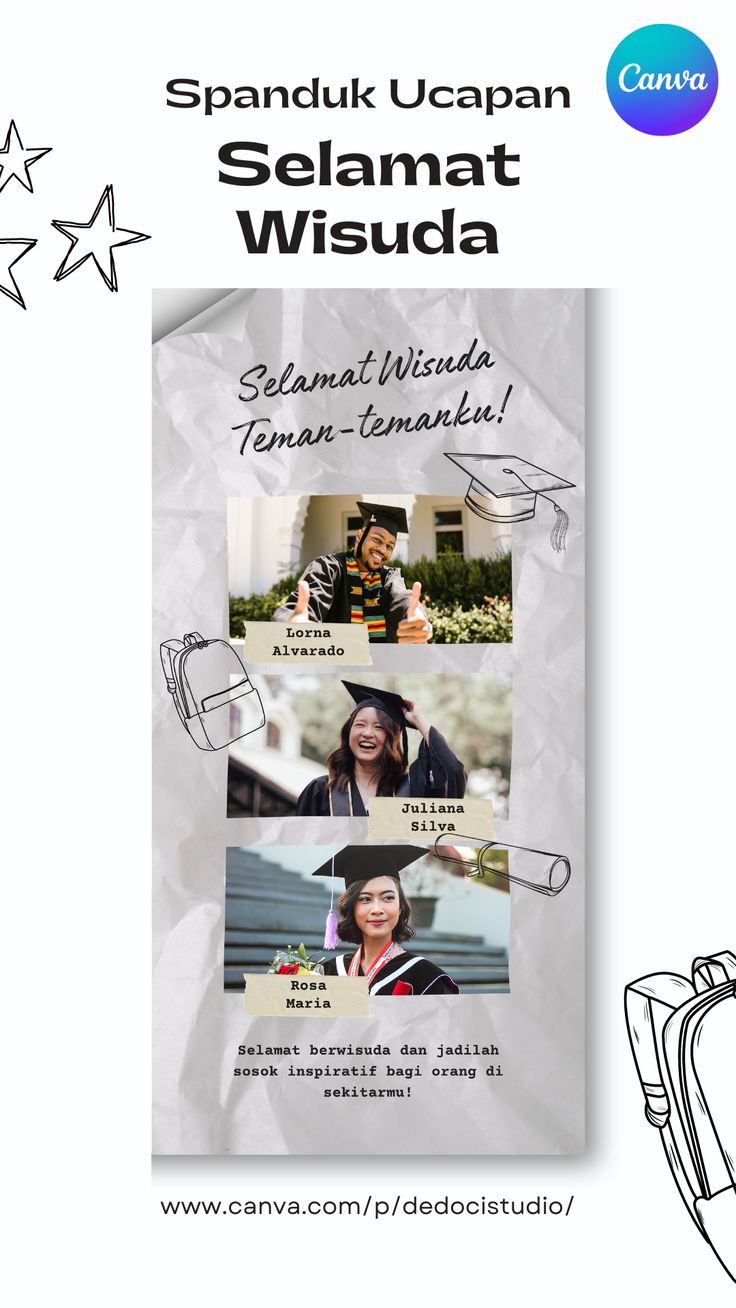 Spanduk Ucapan
Canva
Selamat
Wisuda
Selamat Wisuda
Teman-temanku!
Lorna
Alvarado
Juliana
Silva
Rosa
Maria
Selamat berwisuda dan jadilah
sosok inspiratif bagi orang di
sekitarmu!
www.canva.com/p/dedocistudio/